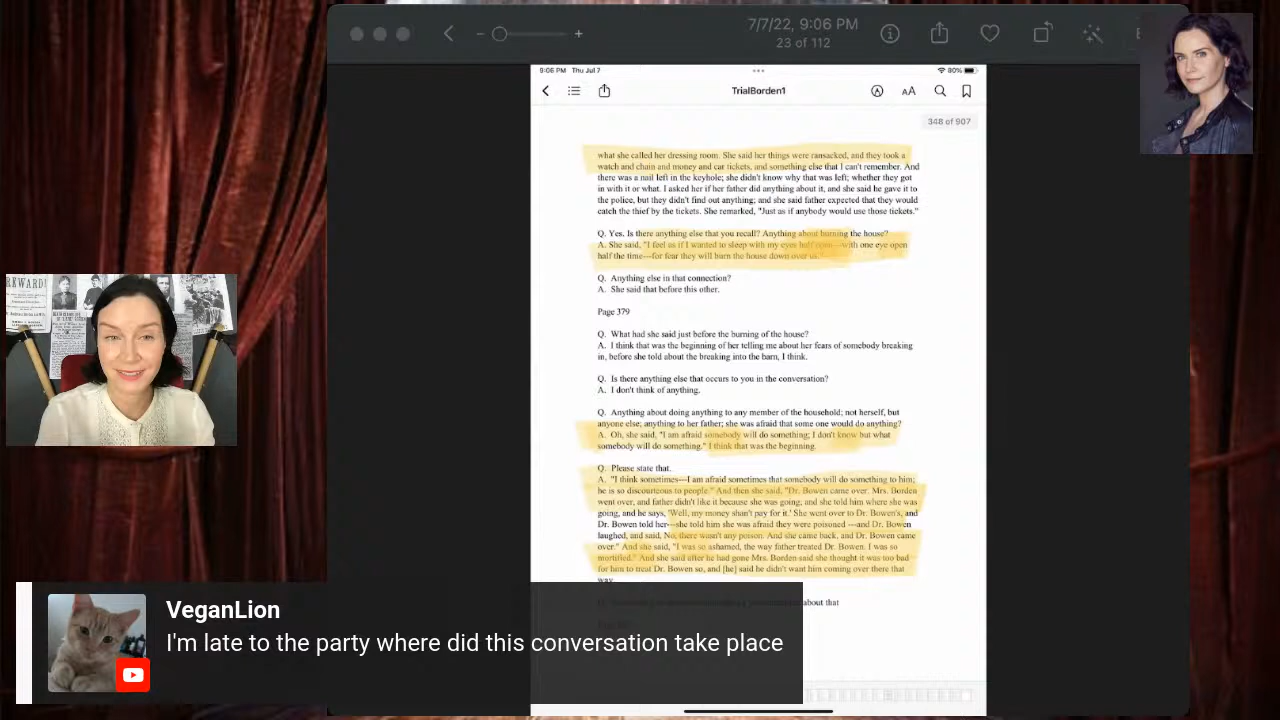 7/7/22, 9:06 PM
23 of 112
9:06 PM Thu Jul 7
80%
TrialBorden1
AA
348 of 907
what she called her dressing room. She said her things were ransacked, and they took a
watch and chain and money and car tickets, and something else that I can't remember. And
there was a nail left in the keyhole; she didn't know why that was left; whether they got
in with it or what. I asked her if her father did anything about it, and she said he gave it to
the police, but they didn't find out anything; and she said father expected that they would
catch the thief by the tickets. She remarked, "Just as if anybody would use those tickets."
Q. Yes. Is there anything else that you recall? Anything about burning the house?
A. She said, "I feel as if I wanted to sleep with my eyes half open---with one eye open
half the time---for fear they will burn the house down over us."
Q. Anything else in that connection?
A. She said that before this other.
Page 379
Q. What had she said just before the burning of the house?
A. I think that was the beginning of her telling me about her fears of somebody breaking
in, before she told about the breaking into the barn, I think.
Q. Is there anything else that occurs to you in the conversation?
A. I don't think of anything.
Q. Anything about doing anything to any member of the household; not herself, but
anyone else; anything to her father; she was afraid that some one would do anything?
A. Oh, she said, "I am afraid somebody will do something; I don't know but what
somebody will do something." I think that was the beginning.
Q. Please state that.
A. "I think sometimes---I am afraid sometimes that somebody will do something to him;
he is so discourteous to people." And then she said, "Dr. Bowen came over. Mrs. Borden
went over, and father didn't like it because she was going; and she told him where she was
going, and he says, 'Well, my money shan't pay for it.' She went over to Dr. Bowen's, and
Dr. Bowen told her---she told him she was afraid they were poisoned ---and Dr. Bowen
laughed, and said, No, there wasn't any poison. And she came back, and Dr. Bowen came
over." And she said, "I was so ashamed, the way father treated Dr. Bowen. I was so
mortified." And she said after he had gone Mrs. Borden said she thought it was too bad
for him to treat Dr. Bowen so, and [he] said he didn't want him coming over there that
way.
about that
REWARD!
VeganLion
I'm late to the party where did this conversation take place